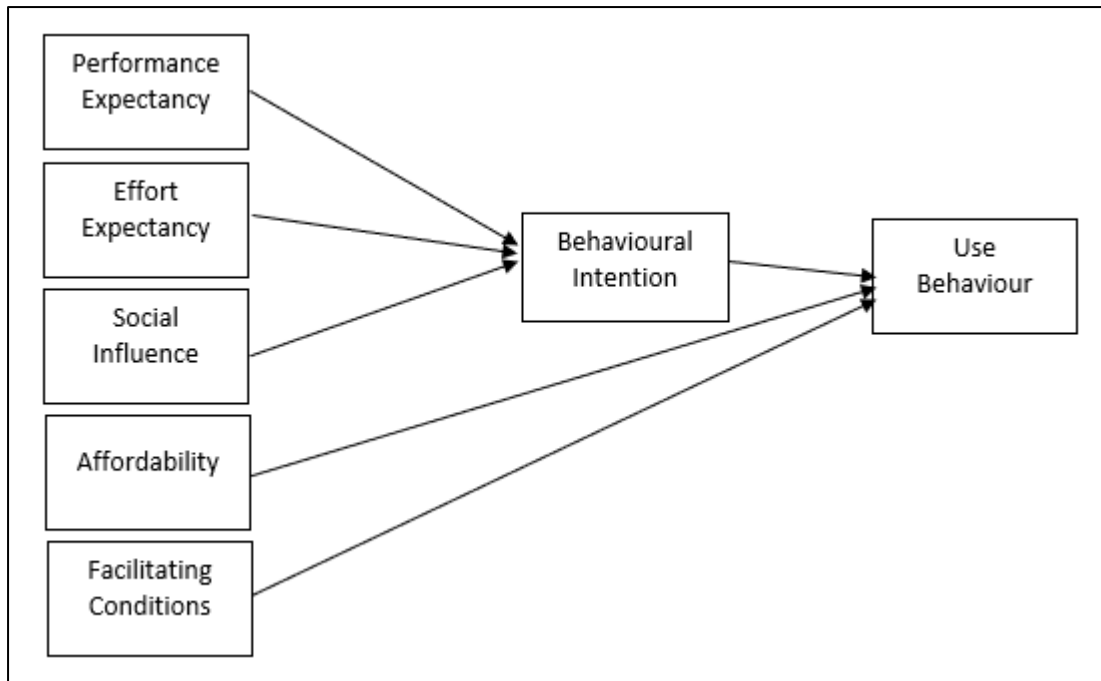 Performance
Expectancy
Effort
Expectancy
Social
Influence
Affordability
Facilitating
Conditions
Behavioural
Intention
Use
Behaviour